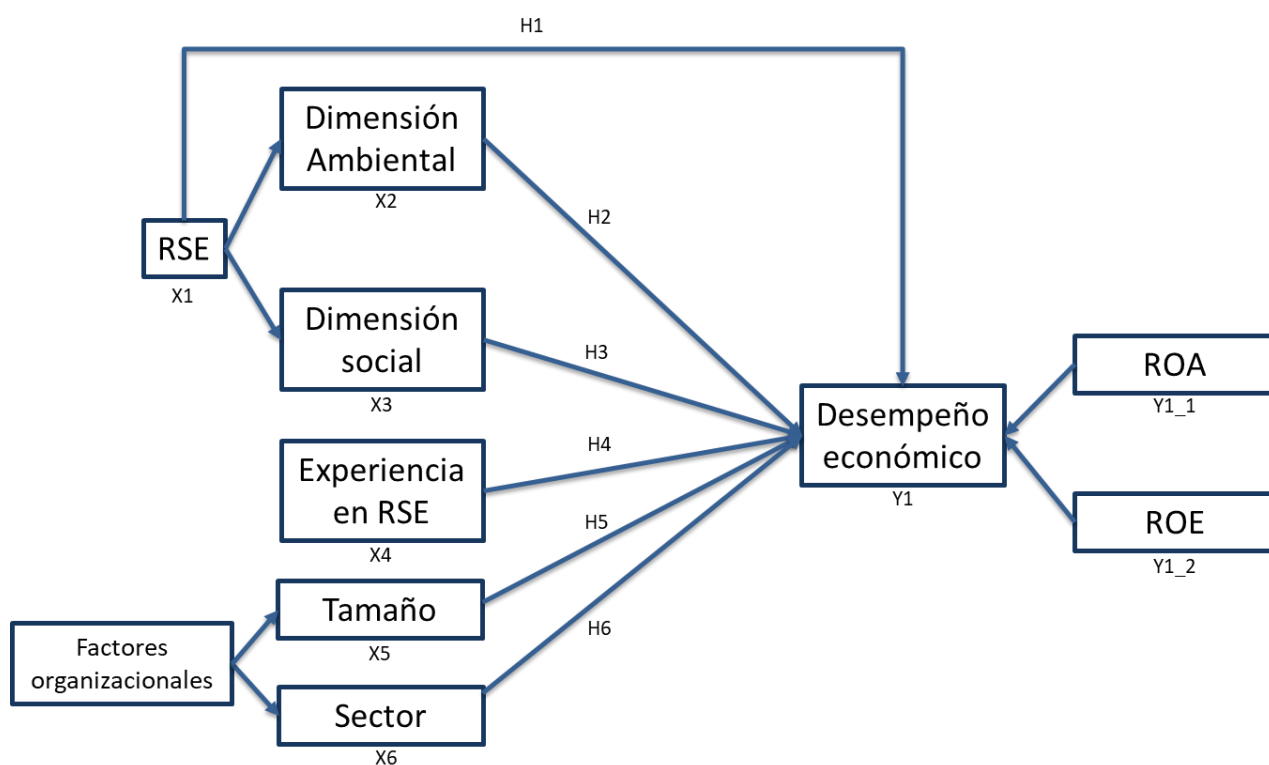 H1
Dimensión
Ambiental
X2
H2
RSE
X1
Dimensión
social
X3
H3
ROA
Y1_1
Desempeño
económico
Y1
Experiencia
en RSE
X4
H4
H5
ROE
Y1_2
Tamaño
X5
H6
Factores
organizacionales
Sector
X6